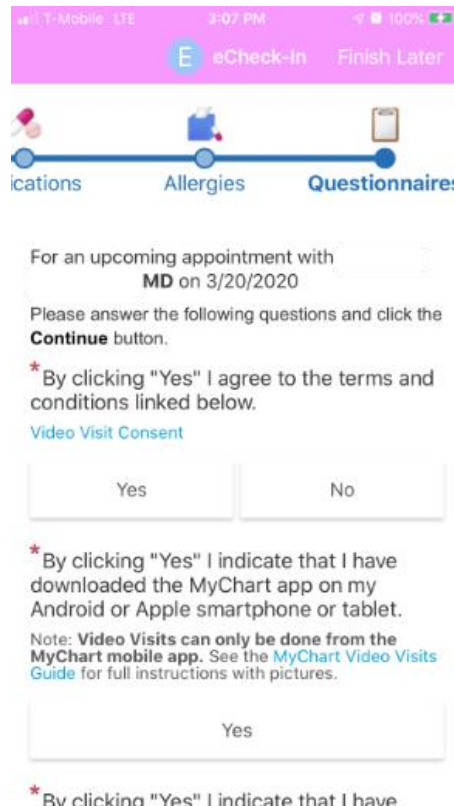 T-Mobile LTE 3:07 PM 100%
E eCheck-In Finish Later
ications Allergies Questionnaires
For an upcoming appointment with
MD on 3/20/2020
Please answer the following questions and click the
Continue button.
*By clicking "Yes" I agree to the terms and
conditions linked below.
Video Visit Consent
Yes No
*By clicking "Yes" I indicate that I have
downloaded the MyChart app on my
Android or Apple smartphone or tablet.
Note: Video Visits can only be done from the
MyChart mobile app. See the MyChart Video Visits
Guide for full instructions with pictures.
Yes
*By clicking "Yes" I indicate that I have